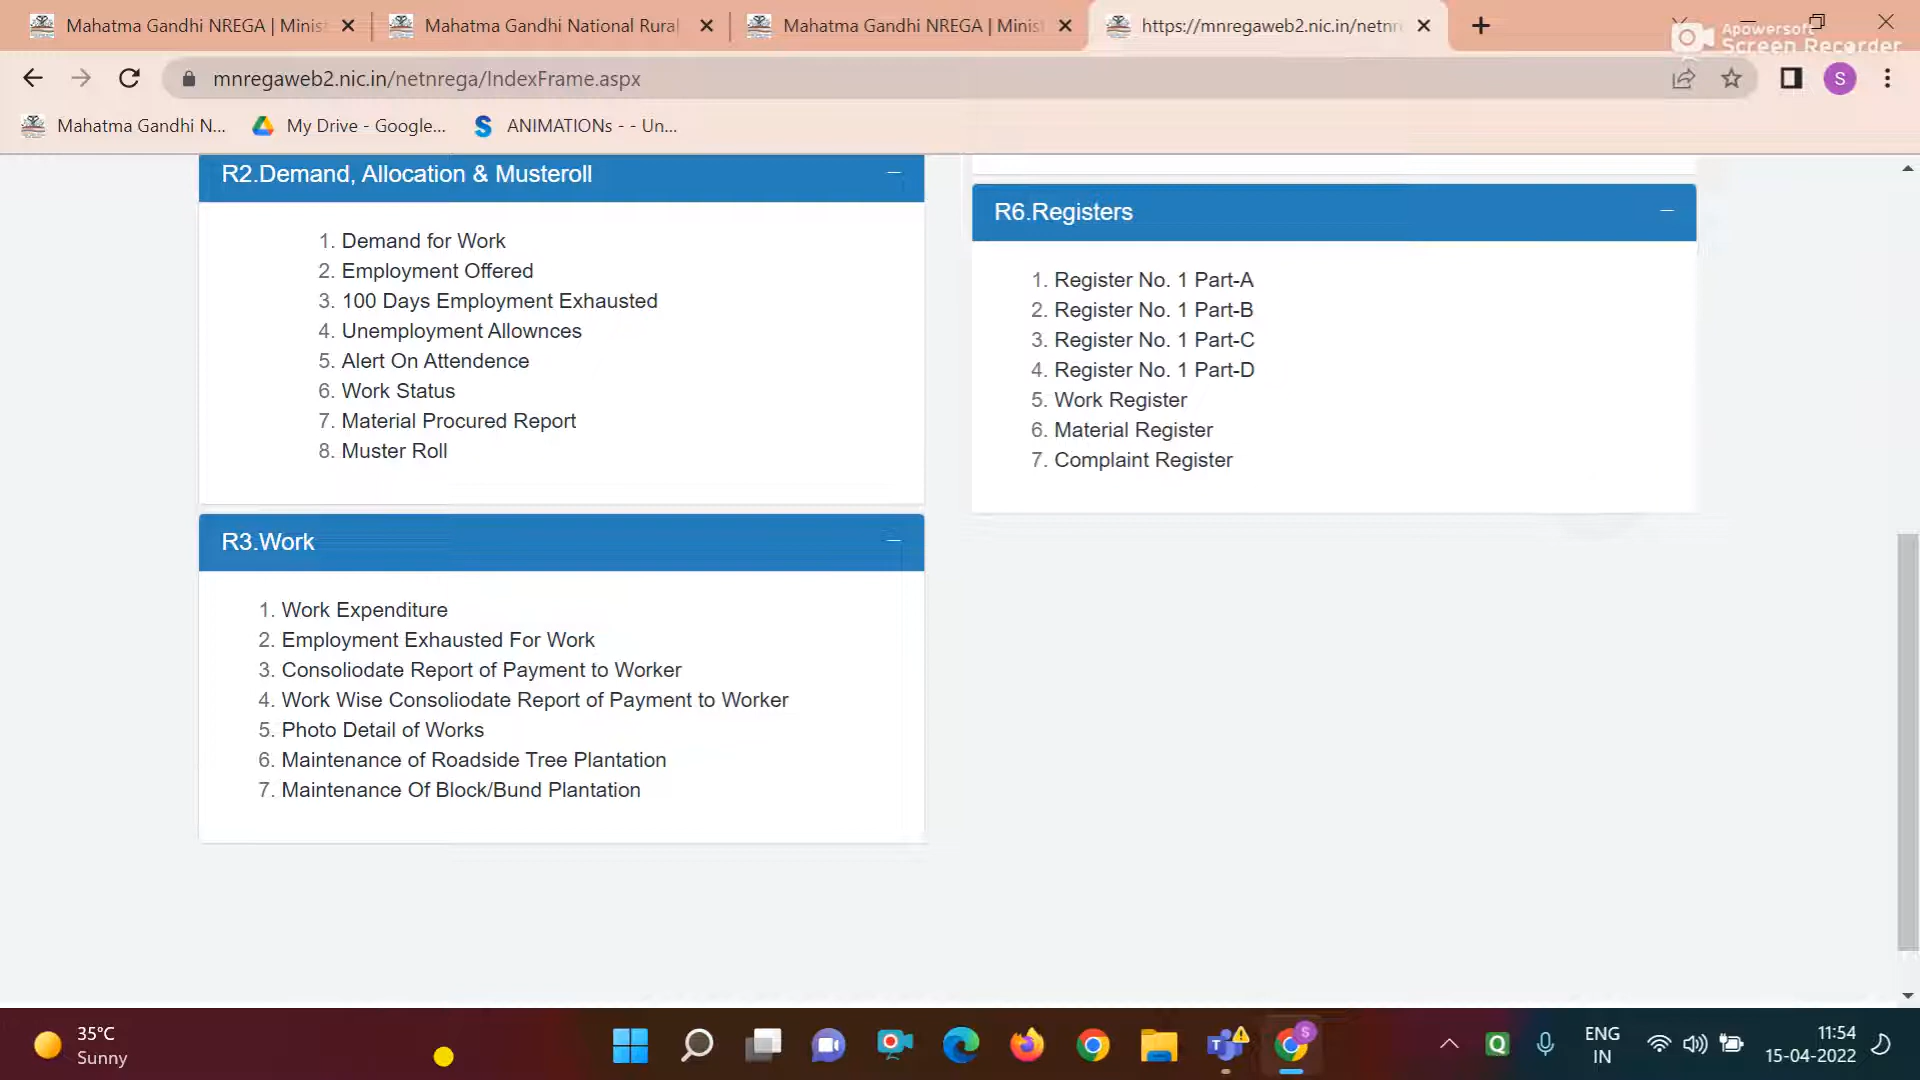 Mahatma Gandhi NREGA | Minis
Mahatma Gandhi National Rural
Mahatma Gandhi NREGA | Minist
https://mnregaweb2.nic.in/netnre
Apowersoft
Screen Recorder
mnregaweb2.nic.in/netnrega/IndexFrame.aspx
S
Mahatma Gandhi N...
My Drive - Google...
ANIMATIONs - - Un...
R2.Demand, Allocation & Musteroll
1. Demand for Work
2. Employment Offered
3. 100 Days Employment Exhausted
4. Unemployment Allownces
5. Alert On Attendence
6. Work Status
7. Material Procured Report
8. Muster Roll
R3.Work
1. Work Expenditure
2. Employment Exhausted For Work
3. Consoliodate Report of Payment to Worker
4. Work Wise Consoliodate Report of Payment to Worker
5. Photo Detail of Works
6. Maintenance of Roadside Tree Plantation
7. Maintenance Of Block/Bund Plantation
R6.Registers
1. Register No. 1 Part-A
2. Register No. 1 Part-B
3. Register No. 1 Part-C
4. Register No. 1 Part-D
5. Work Register
6. Material Register
7. Complaint Register
35°C
Sunny
ENG
IN
11:54
15-04-2022